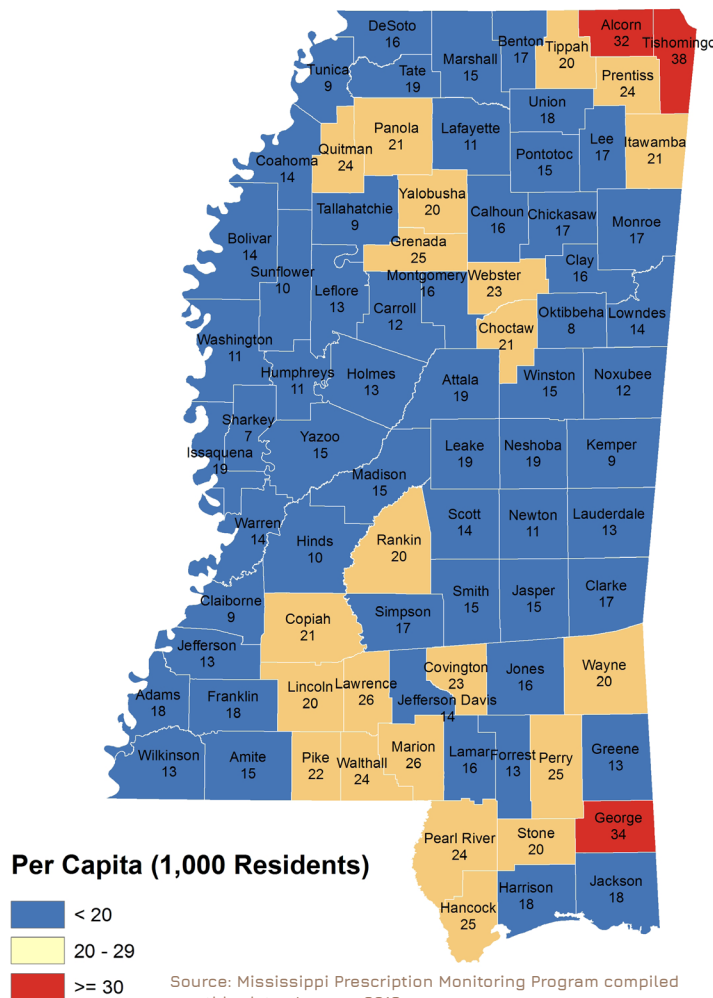 DeSoto
16
Benton
17
Tippah
20
Alcorn
32
Tishomingo
38
Marshall
15
Tunica
9
Tate
19
Prentiss
24
Union
18
Panola
21
Lafayette
11
Lee
17
Itawamba
21
Quitman
24
Coahoma
14
Pontotoc
15
Yalobusha
20
Tallahatchie
9
Calhoun
16
Chickasaw
17
Monroe
17
Bolivar
14
Grenada
25
Clay
16
Sunflower
10
Montgomery
16
Webster
23
Leflore
13
Carroll
12
Oktibbeha
8
Lowndes
14
Choctaw
21
Washington
11
Humphreys
11
Holmes
13
Attala
19
Winston
15
Noxubee
12
Sharkey
7
Yazoo
15
Leake
19
Neshoba
19
Kemper
9
Issaquena
19
Madison
15
Warren
14
Scott
14
Newton
11
Lauderdale
13
Hinds
10
Rankin
20
Smith
15
Jasper
15
Clarke
17
Claiborne
9
Copiah
21
Simpson
17
Jefferson
13
Covington
23
Jones
16
Wayne
20
Adams
18
Franklin
18
Lincoln
20
Lawrence
26
Jefferson Davis
14
Wilkinson
13
Amite
15
Pike
22
Walthall
24
Marion
26
Lamar
16
Forrest
13
Perry
25
Greene
13
Pearl River
24
Stone
20
George
34
Hancock
25
Harrison
18
Jackson
18
Per Capita (1,000 Residents)
< 20
20 - 29
>= 30
Source: Mississippi Prescription Monitoring Program compiled